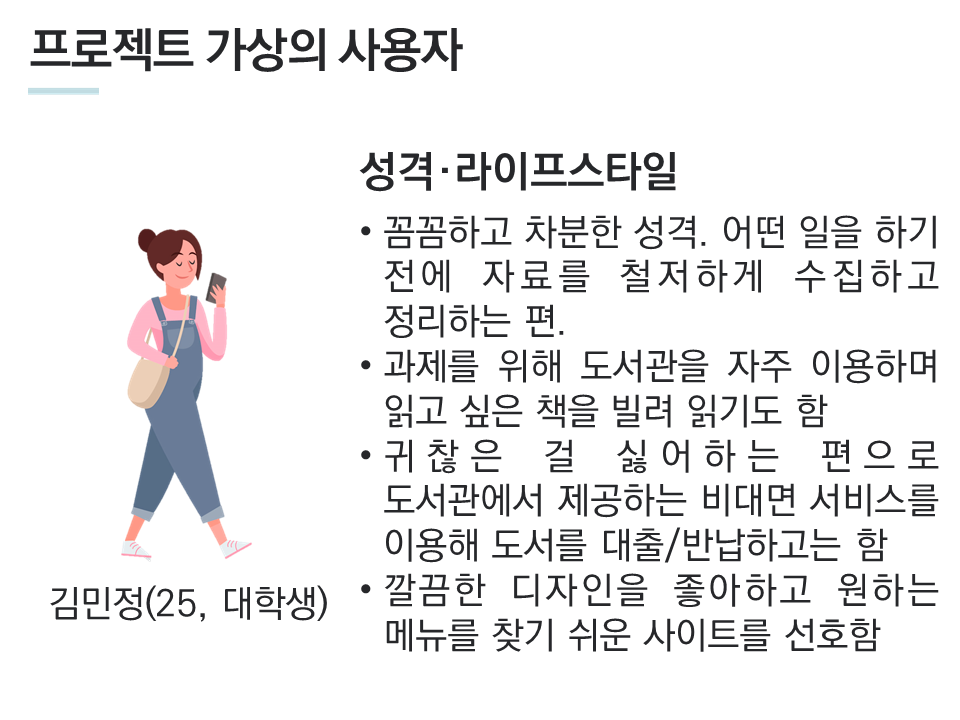 프로젝트 가상의 사용자
성격·라이프스타일
• 꼼꼼하고 차분한 성격. 어떤 일을 하기
전에 자료를 철저하게 수집하고
정리하는 편.
• 과제를 위해 도서관을 자주 이용하며
읽고 싶은 책을 빌려 읽기도 함
• 귀찮은 걸 싫어하는 편으로
도서관에서 제공하는 비대면 서비스를
이용해 도서를 대출/반납하고는 함
• 깔끔한 디자인을 좋아하고 원하는
메뉴를 찾기 쉬운 사이트를 선호함
김민정(25, 대학생)